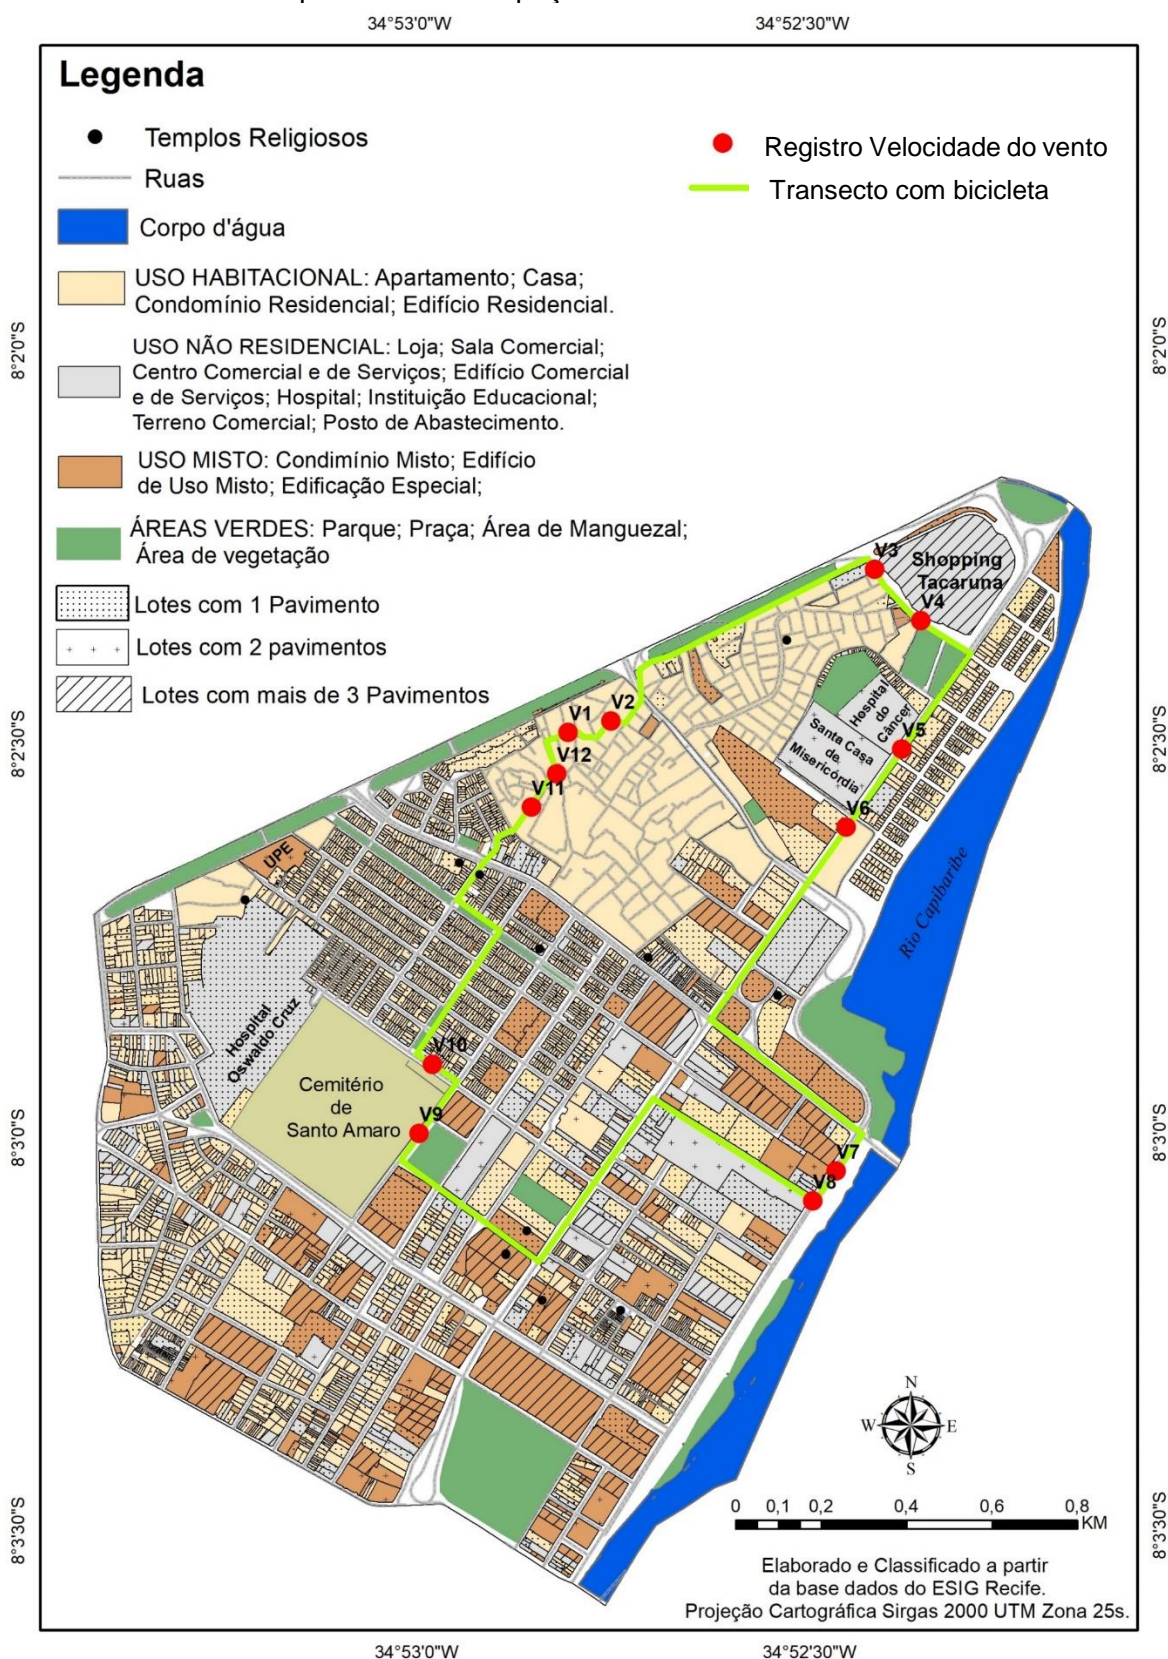 34°53'0"W
34°52'30"W
Legenda
Templos Religiosos
Ruas
Corpo d'água
USO HABITACIONAL: Apartamento; Casa;
Condomínio Residencial; Edifício Residencial.
USO NÃO RESIDENCIAL: Loja; Sala Comercial;
Centro Comercial e de Serviços; Edifício Comercial
e de Serviços; Hospital; Instituição Educacional;
Terreno Comercial; Posto de Abastecimento.
USO MISTO: Condimínio Misto; Edifício
de Uso Misto; Edificação Especial;
ÁREAS VERDES: Parque; Praça; Área de Manguezal;
Área de vegetação
Lotes com 1 Pavimento
Lotes com 2 pavimentos
Lotes com mais de 3 Pavimentos
Registro Velocidade do vento
Transecto com bicicleta
8°2'0"S
8°2'0"S
V3
Shopping
Tacaruna
V4
V1
V2
Hospital
do
Câncer
V5
Santa Casa
de
Misericórdia
V12
V11
V6
8°2'30"S
8°2'30"S
UPE
Rio Capibaribe
Hospital
Oswaldo Cruz
V10
Cemitério
de
Santo Amaro
V9
V7
V8
8°3'0"S
8°3'0"S
N
W
E
S
0 0,1 0,2 0,4 0,6 0,8
KM
8°3'30"S
8°3'30"S
Elaborado e Classificado a partir
da base dados do ESIG Recife.
Projeção Cartográfica Sirgas 2000 UTM Zona 25s.
34°53'0"W
34°52'30"W